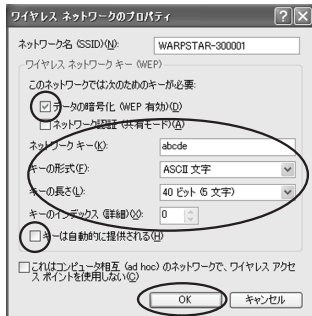 ワイヤレス ネットワークのプロパティ
ネットワーク名 (SSID)(N): WARPSTAR-300001
ワイヤレス ネットワーク キー (WEP)
このネットワークでは次のためのキーが必要:
データの暗号化 (WEP 有効)(D)
ネットワーク認証 (共有モード)(A)
ネットワーク キー(K): abcde
キーの形式(F): ASCII 文字
キーの長さ(L): 40 ビット (5 文字)
キーのインデックス (詳細)(X): 0
キーは自動的に提供される(H)
これはコンピュータ相互 (ad hoc) のネットワークで、ワイヤレス アクセ
ス ポイントを使用しない(C)
OK キャンセル